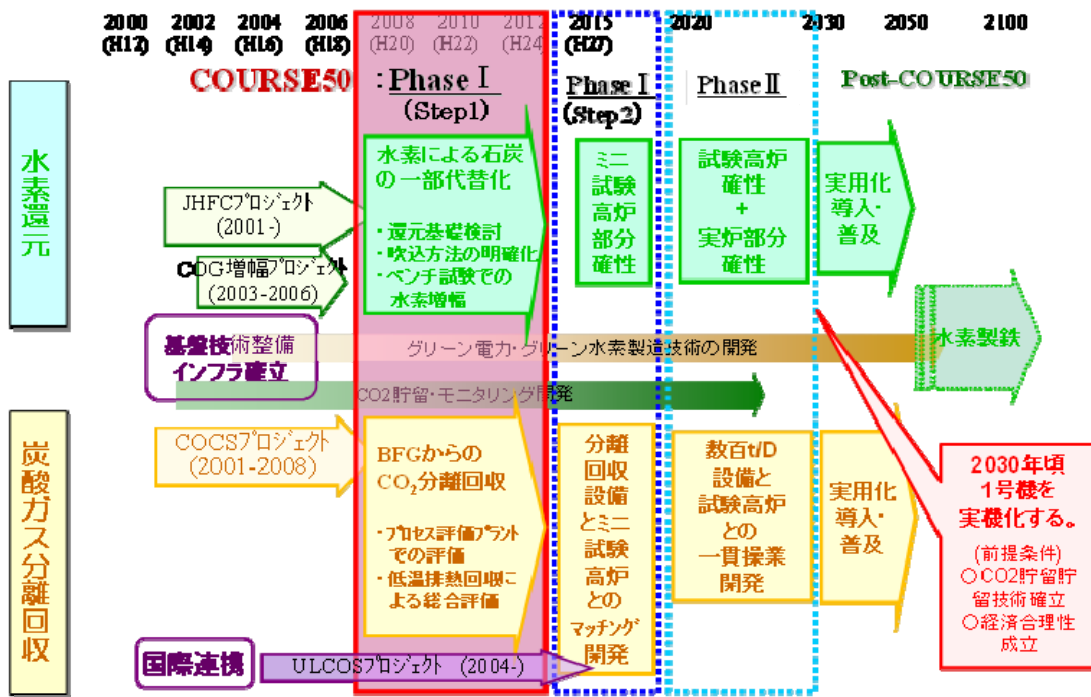 2000 2002 2004 2006 2008 2010 2012 2015 2020 2030 2050 2100
(H12) (H14) (H16) (H18) (H20) (H22) (H24) (H27)
COURSE50 :Phase I Phase I Phase II Post-COURSE50
(Step1) (Step2)
水素還元
JHFCプロジェクト
(2001-)
COG増幅プロジェクト
(2003-2006)
水素による石炭
の一部代替化
・還元基礎検討
・吹込方法の明確化
・ベンチ試験での
水素増幅
ミニ
試験
高炉
部分
確性
試験高炉
確性
+
実炉部分
確性
実用化
導入・
普及
水素製鉄
基盤技術整備
インフラ確立
グリーン電力・グリーン水素製造技術の開発
CO2貯留・モニタリング開発
炭酸ガス分離回収
COCSプロジェクト
(2001-2008)
BFGからの
CO₂分離回収
・プロセス評価プラント
での評価
・低温排熱回収に
よる総合評価
分離
回収
設備
とミニ
試験
高炉
との
マッチング
開発
数百t/D
設備と
試験高炉
との
一貫操業
開発
実用化
導入・
普及
2030年頃
1号機を
実機化する。
(前提条件)
○CO2貯留貯
留技術確立
○経済合理性
成立
国際連携
ULCOSプロジェクト (2004-)